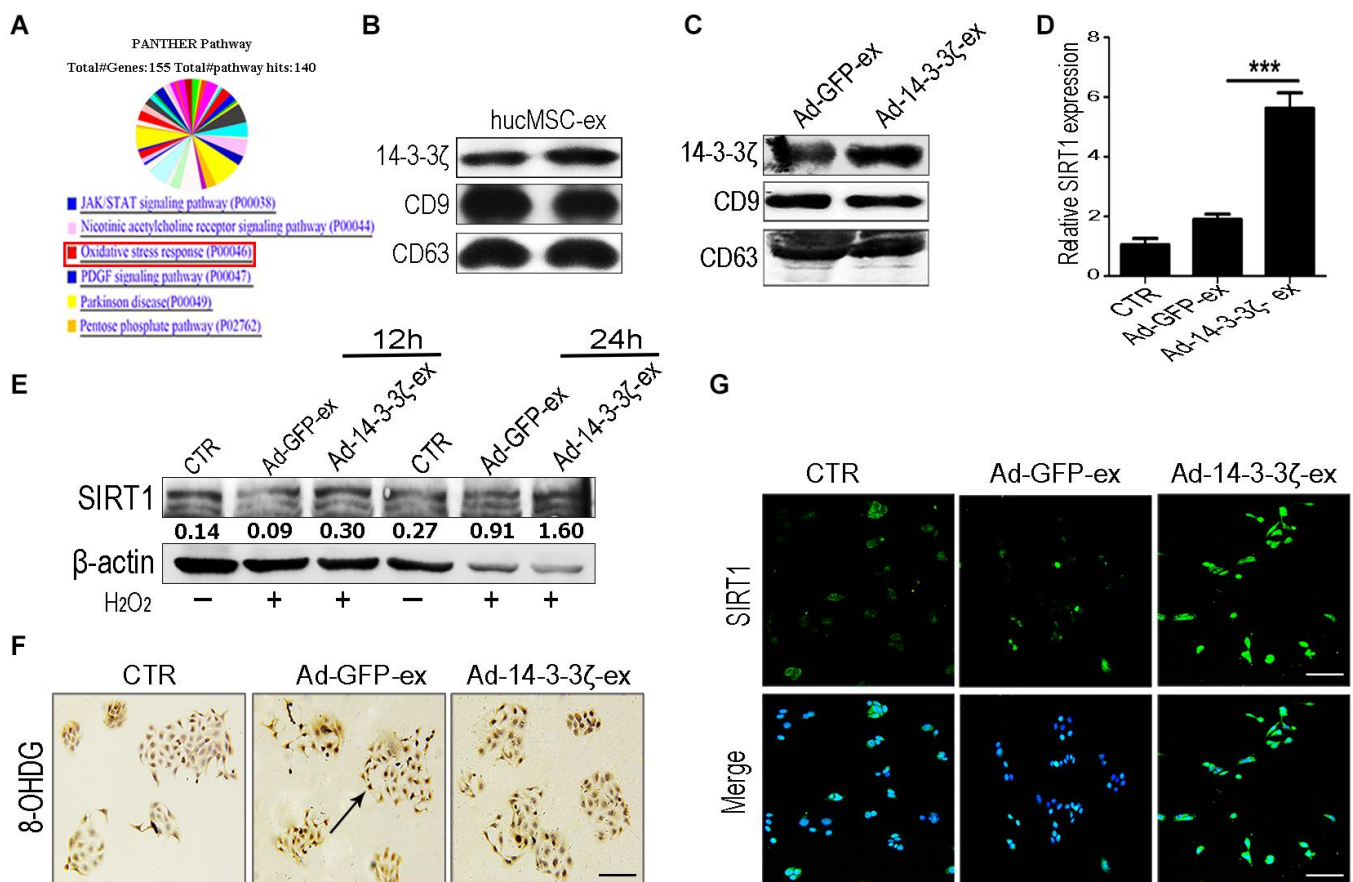 A
PANTHER Pathway
Total#Genes:155 Total#pathway hits:140
JAK/STAT signaling pathway (P00038)
Nicotinic acetylcholine receptor signaling pathway (P00044)
Oxidative stress response (P00046)
PDGF signaling pathway (P00047)
Parkinson disease(P00049)
Pentose phosphate pathway (P02762)
B
hucMSC-ex
14-3-3ζ
CD9
CD63
C
Ad-GFP-ex
Ad-14-3-3ζ-ex
14-3-3ζ
CD9
CD63
D
Relative SIRT1 expression
8
6
4
2
0
***
CTR
Ad-GFP-ex
Ad-14-3-3ζ- ex
E
12h
24h
CTR
Ad-GFP-ex
Ad-14-3-3ζ-ex
CTR
Ad-GFP-ex
Ad-14-3-3ζ-ex
SIRT1
0.14 0.09 0.30 0.27 0.91 1.60
β-actin
H2O2 – + + – + +
F
CTR
Ad-GFP-ex
Ad-14-3-3ζ-ex
8-OHDG
G
CTR
Ad-GFP-ex
Ad-14-3-3ζ-ex
SIRT1
Merge